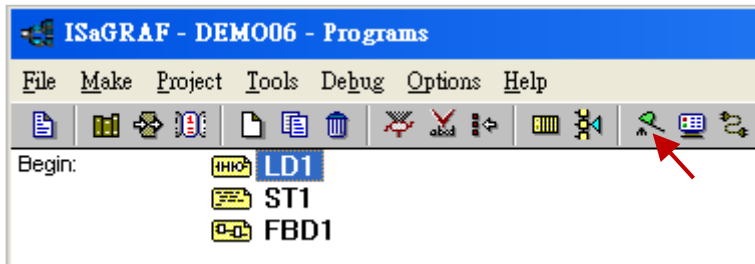 ISaGRAF - DEMO06 - Programs
File Make Project Tools Debug Options Help
Begin: LD1
ST1
FBD1